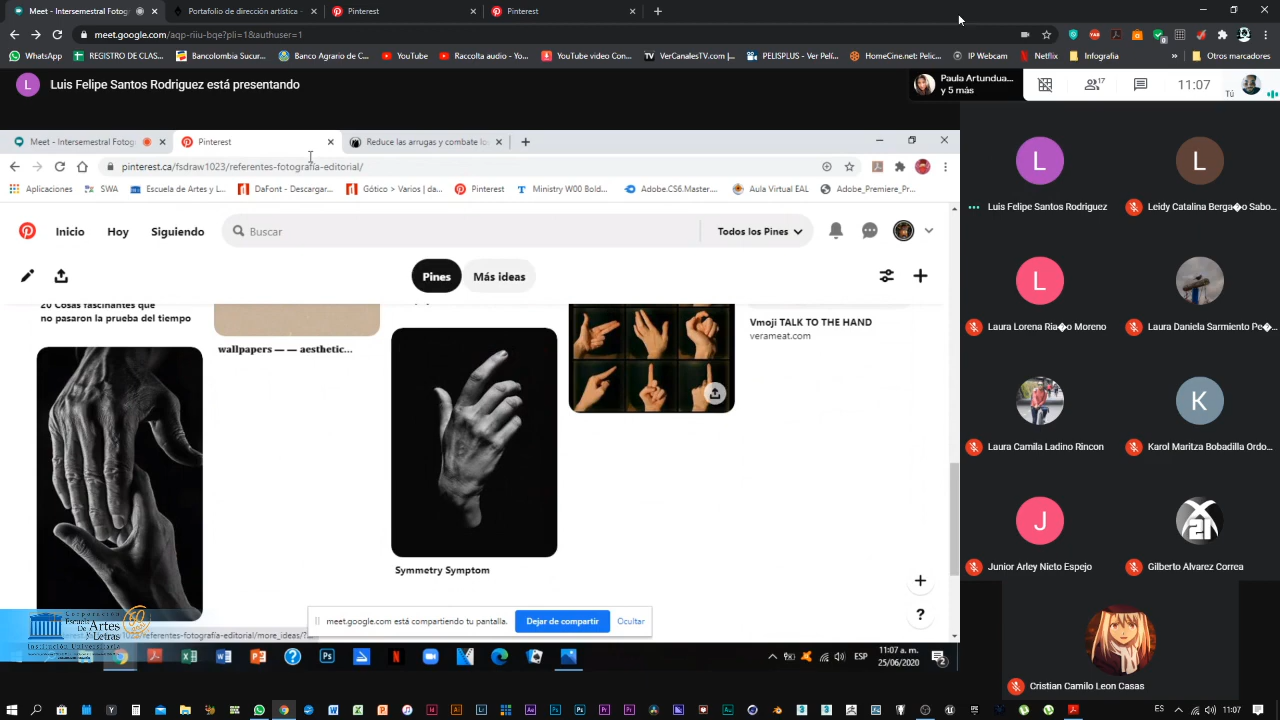 Meet - Intersemestral Fotog
Portafolio de dirección artística -
Pinterest
Pinterest
meet.google.com/aqp-riiu-bqe?pli=1&authuser=1
WhatsApp
REGISTRO DE CLAS...
Bancolombia Sucur...
Banco Agrario de C...
YouTube
Raccolta audio - Yo...
YouTube video Con...
VerCanalesTV.com |...
PELISPLUS - Ver Pelí...
HomeCine.net: Pelic...
IP Webcam
Netflix
Infografia
»
Otros marcadores
L
Luis Felipe Santos Rodriguez está presentando
Paula Artundua...
y 5 más
17
11:07
Tú
Meet - Intersemestral Fotog
Pinterest
Reduce las arrugas y combate lo
pinterest.ca/fsdraw1023/referentes-fotografía-editorial/
Aplicaciones
SWA
Escuela de Artes y L...
DaFont - Descargar...
Gótico > Varios | da...
Pinterest
Ministry W00 Bold...
Adobe.CS6.Master....
Aula Virtual EAL
Adobe_Premiere_Pr...
Inicio
Hoy
Siguiendo
Buscar
Todos los Pines
Pines
Más ideas
20 Cosas fascinantes que
no pasaron la prueba del tiempo
wallpapers — — aesthetic...
Vmoji TALK TO THE HAND
verameat.com
Symmetry Symptom
meet.google.com está compartiendo tu pantalla.
Dejar de compartir
Ocultar
Escuela de Artes y Letras
Institución Universitaria
11:07 a. m.
25/06/2020
ESP
2
L
Luis Felipe Santos Rodriguez
L
Leidy Catalina Berga�o Sabo...
L
Laura Lorena Ria�o Moreno
Laura Daniela Sarmiento Pe�...
Laura Camila Ladino Rincon
K
Karol Maritza Bobadilla Ordo...
J
Junior Arley Nieto Espejo
Gilberto Alvarez Correa
Cristian Camilo Leon Casas
ES
11:07